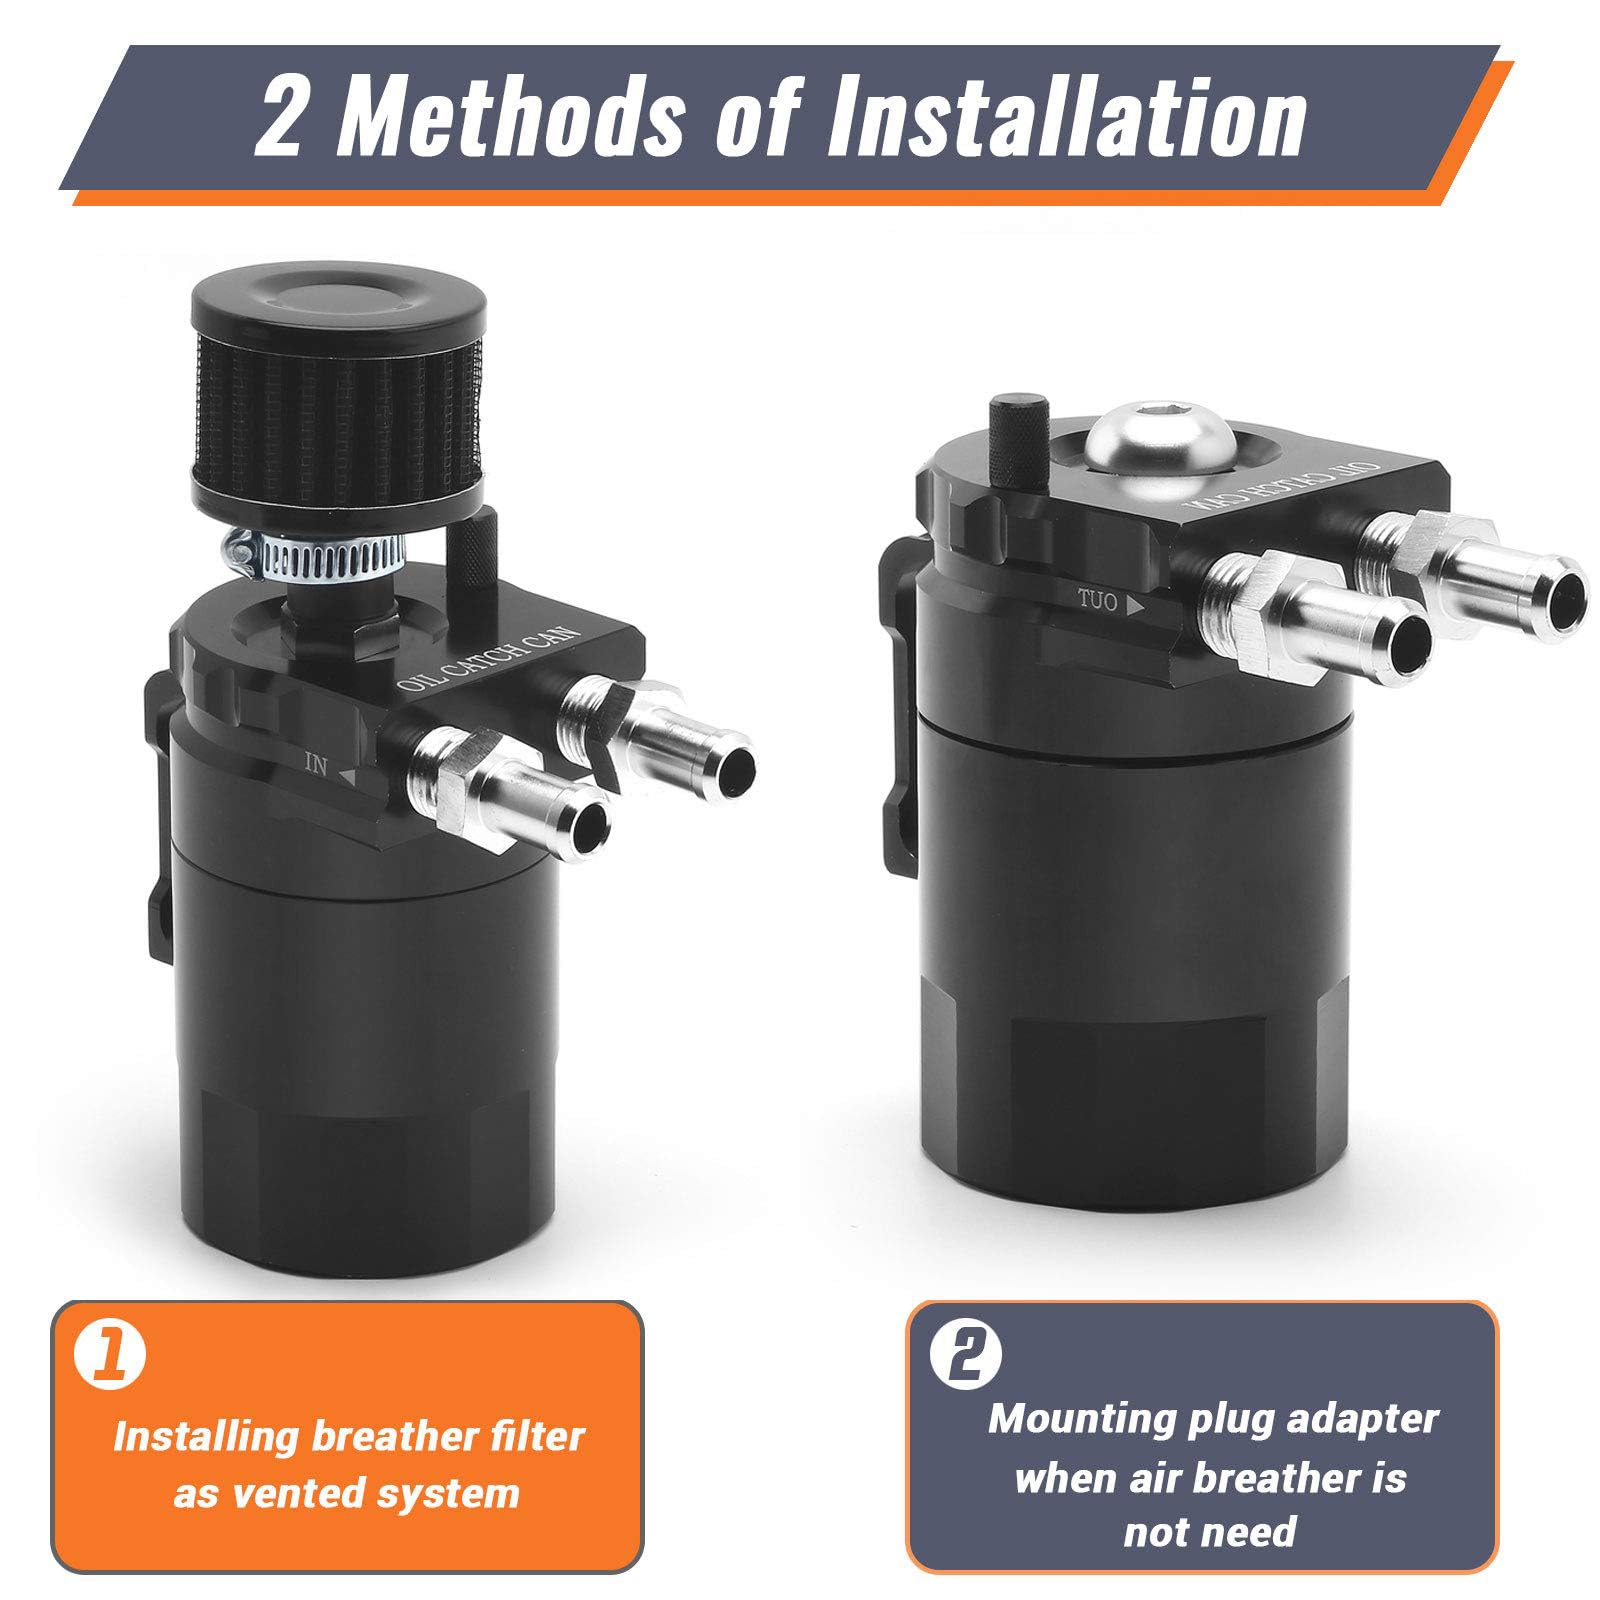 2 Methods of Installation
OIL CATCH CAN
IN
OIL CATCH CAN
OUT
1
Installing breather filter
as vented system
2
Mounting plug adapter
when air breather is
not need